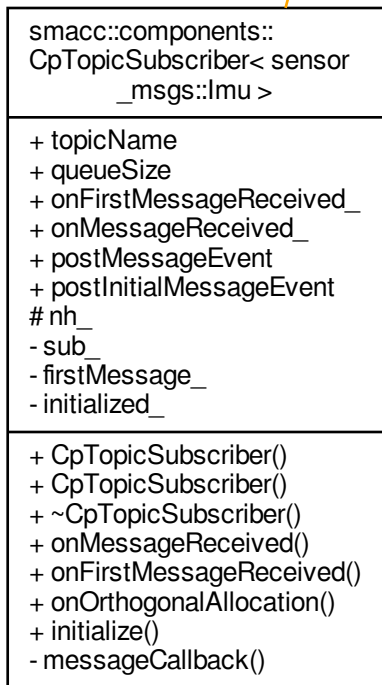 smacc::components::
CpTopicSubscriber< sensor
_msgs::Imu >
+ topicName
+ queueSize
+ onFirstMessageReceived_
+ onMessageReceived_
+ postMessageEvent
+ postInitialMessageEvent
# nh_
- sub_
- firstMessage_
- initialized_
+ CpTopicSubscriber()
+ CpTopicSubscriber()
+ ~CpTopicSubscriber()
+ onMessageReceived()
+ onFirstMessageReceived()
+ onOrthogonalAllocation()
+ initialize()
- messageCallback()